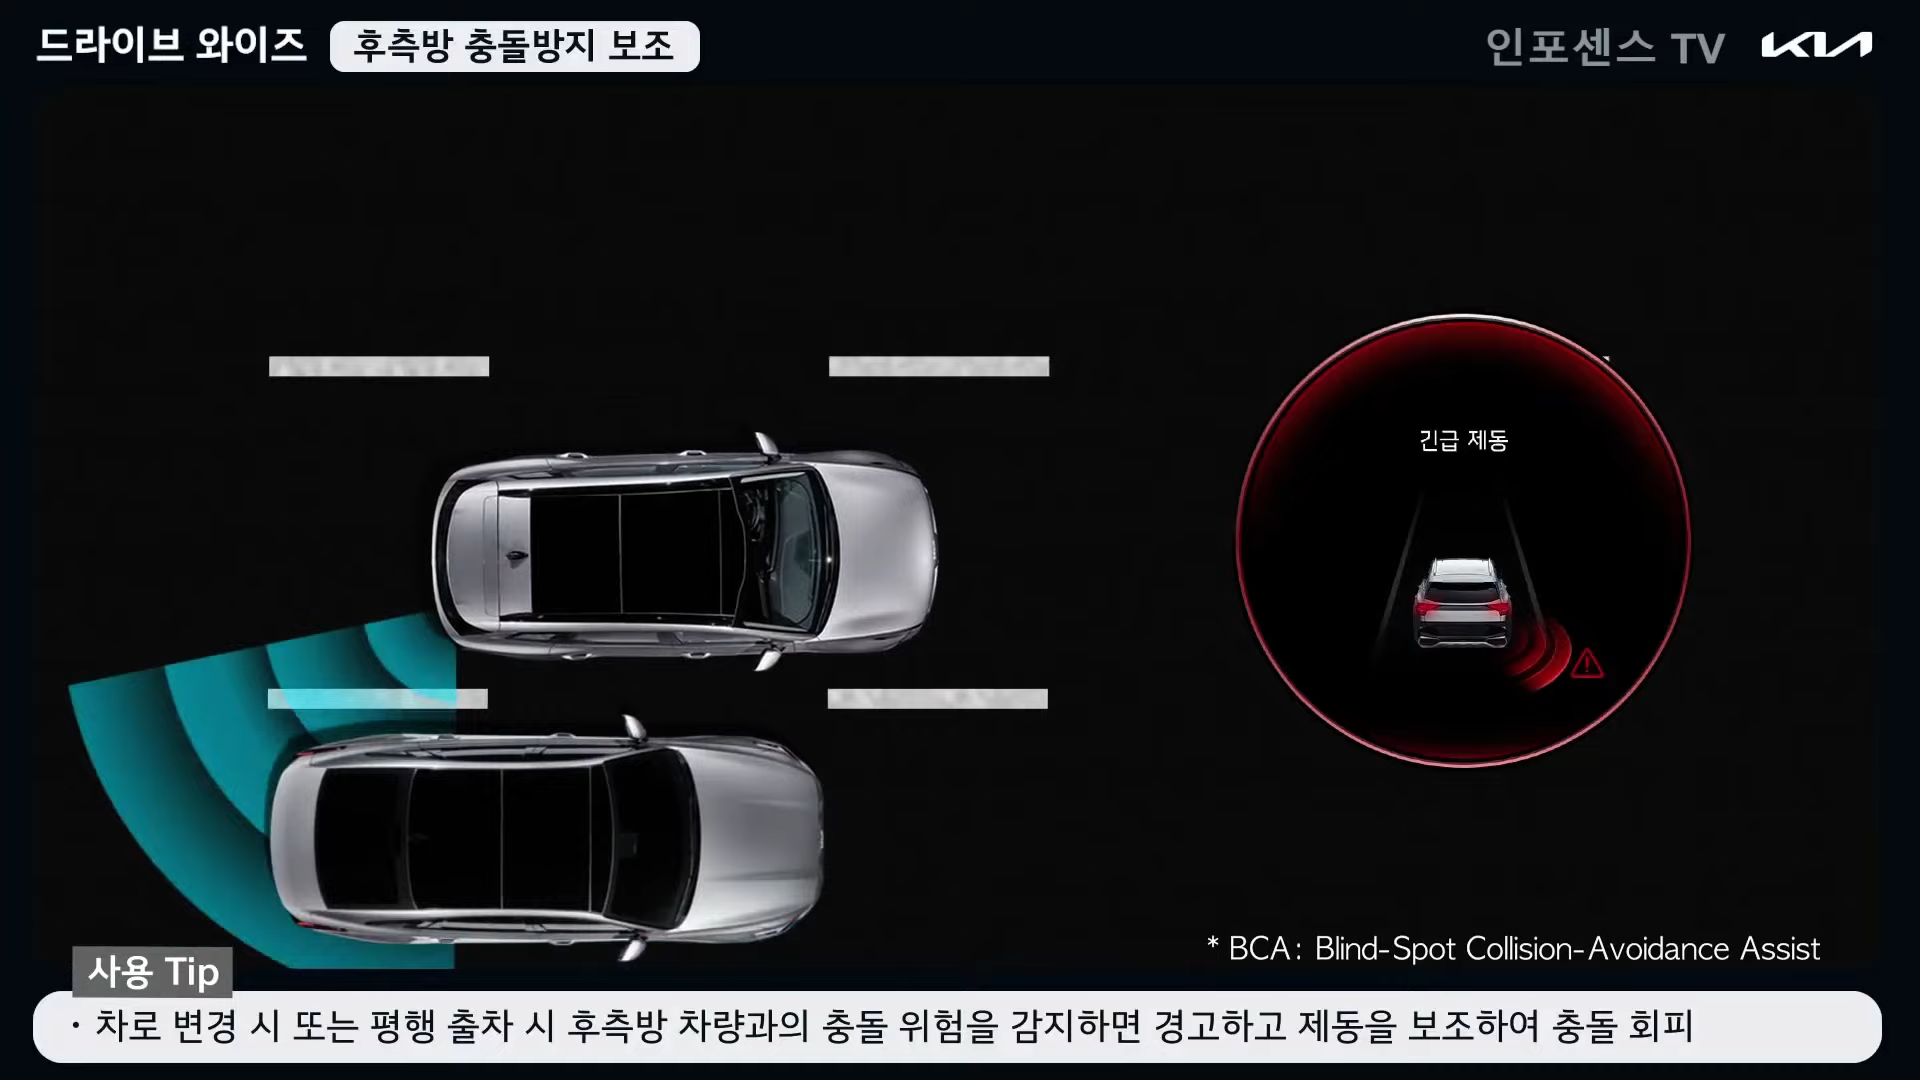 드라이브 와이즈 후측방 충돌방지 보조
인포센스 TV KIA
긴급 제동
* BCA : Blind-Spot Collision-Avoidance Assist
사용 Tip
· 차로 변경 시 또는 평행 출차 시 후측방 차량과의 충돌 위험을 감지하면 경고하고 제동을 보조하여 충돌 회피